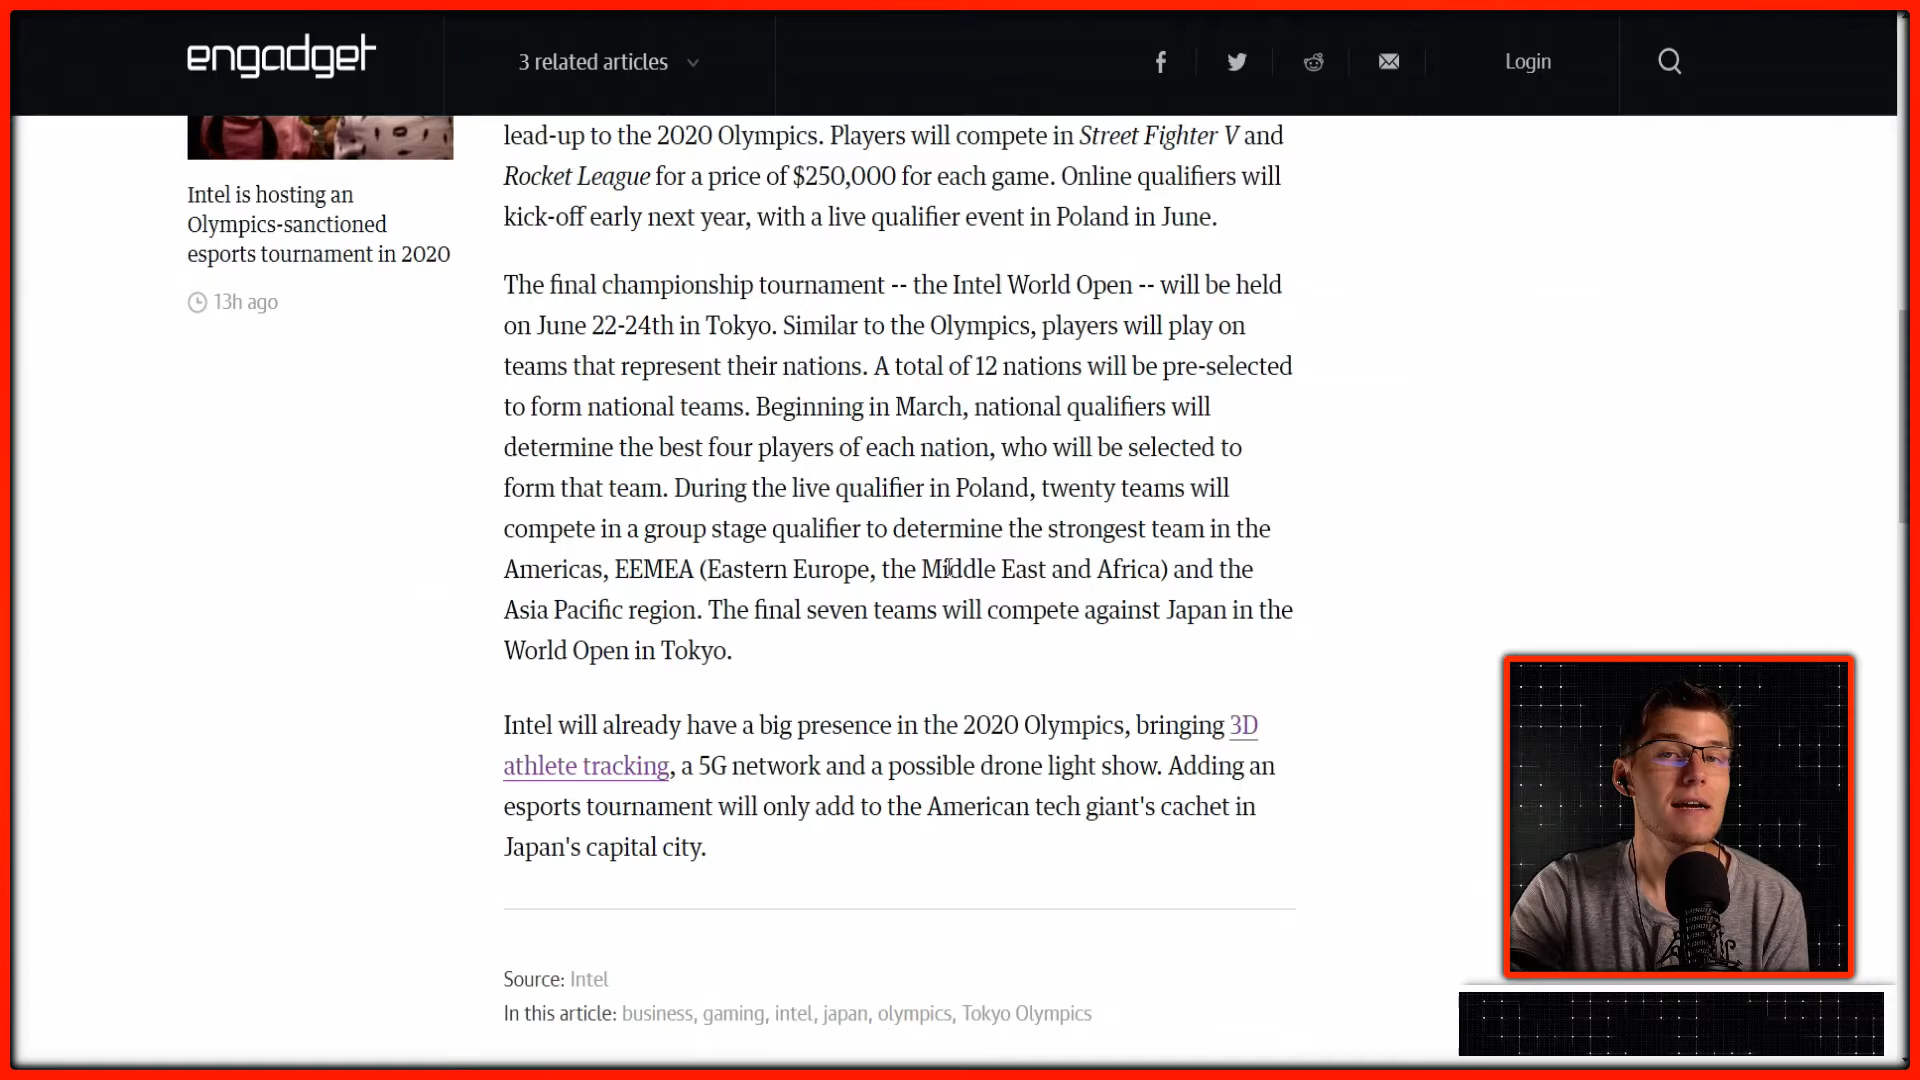 engadget
3 related articles
Login
Intel is hosting an
Olympics-sanctioned
esports tournament in 2020
13h ago
lead-up to the 2020 Olympics. Players will compete in Street Fighter V and
Rocket League for a price of $250,000 for each game. Online qualifiers will
kick-off early next year, with a live qualifier event in Poland in June.
The final championship tournament -- the Intel World Open -- will be held
on June 22-24th in Tokyo. Similar to the Olympics, players will play on
teams that represent their nations. A total of 12 nations will be pre-selected
to form national teams. Beginning in March, national qualifiers will
determine the best four players of each nation, who will be selected to
form that team. During the live qualifier in Poland, twenty teams will
compete in a group stage qualifier to determine the strongest team in the
Americas, EEMEA (Eastern Europe, the Middle East and Africa) and the
Asia Pacific region. The final seven teams will compete against Japan in the
World Open in Tokyo.
Intel will already have a big presence in the 2020 Olympics, bringing 3D
athlete tracking, a 5G network and a possible drone light show. Adding an
esports tournament will only add to the American tech giant's cachet in
Japan's capital city.
Source: Intel
In this article: business, gaming, intel, japan, olympics, Tokyo Olympics